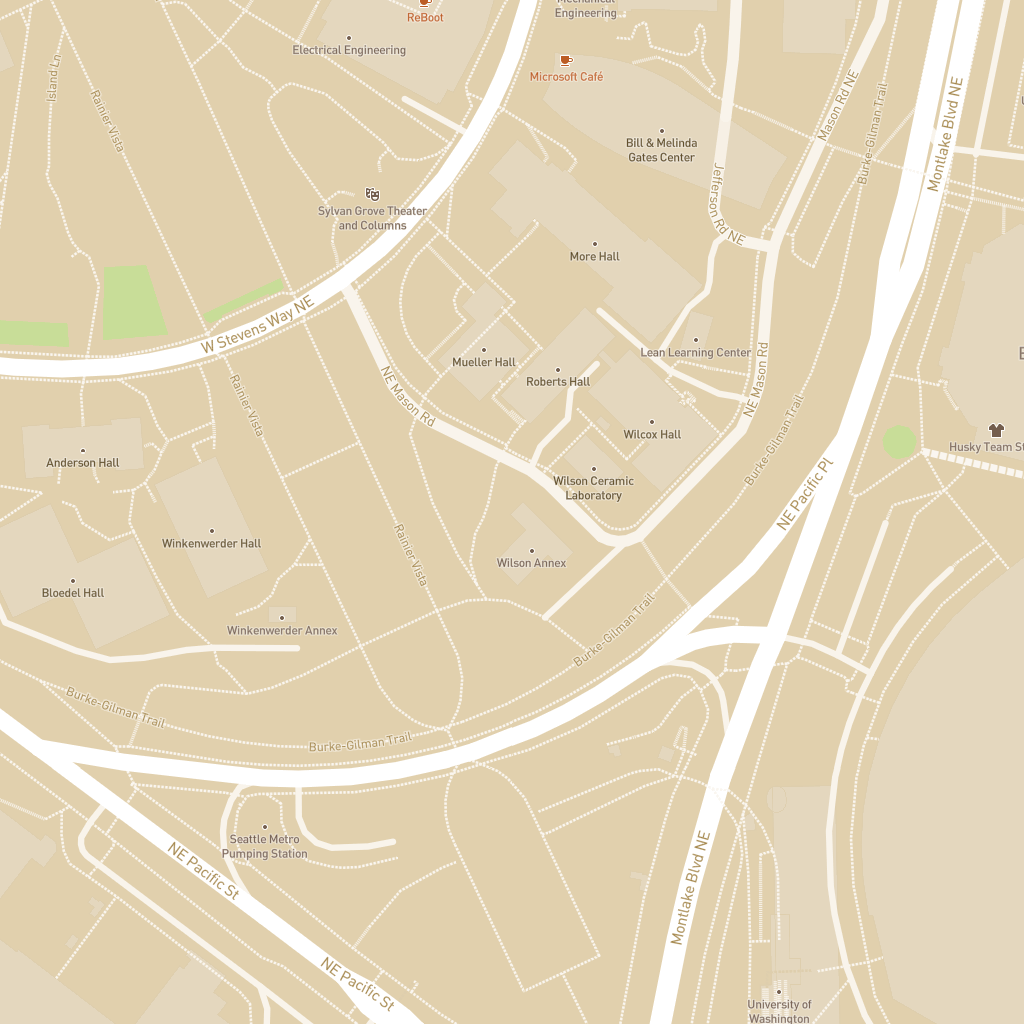 Mechanical
Engineering
ReBoot
Electrical Engineering
Microsoft Café
Island Ln
Rainier Vista
Mason Rd NE
Burke-Gilman Trail
Montlake Blvd NE
Bill & Melinda
Gates Center
Jefferson Rd NE
Sylvan Grove Theater
and Columns
More Hall
W Stevens Way NE
Lean Learning Center
Mueller Hall
Roberts Hall
NE Mason Rd
NE Mason Rd
Rainier Vista
Burke-Gilman Trail
Wilcox Hall
Husky Team St
Anderson Hall
Wilson Ceramic
Laboratory
NE Pacific Pl
Winkenwerder Hall
Rainier Vista
Wilson Annex
Bloedel Hall
Winkenwerder Annex
Burke-Gilman Trail
Burke-Gilman Trail
Burke-Gilman Trail
Seattle Metro
Pumping Station
NE Pacific St
Montlake Blvd NE
NE Pacific St
University of
Washington